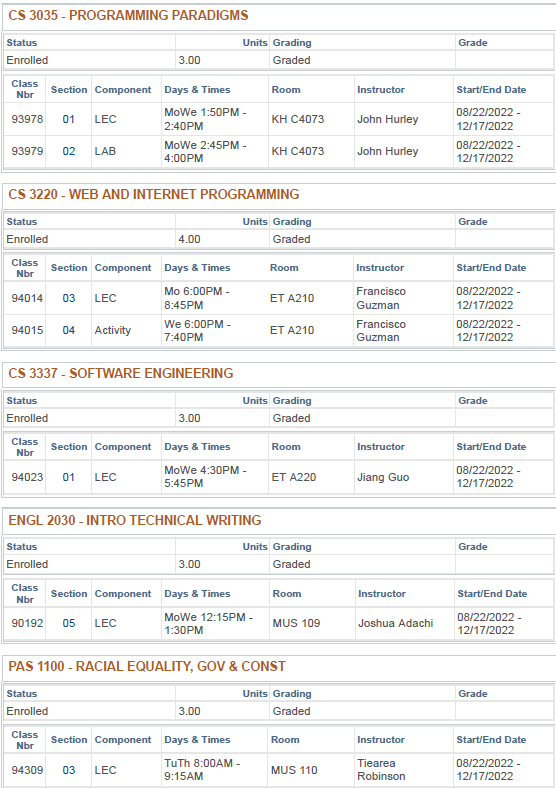 CS 3035 - PROGRAMMING PARADIGMS
Status Units Grading Grade
Enrolled 3.00 Graded
Class Nbr Section Component Days & Times Room Instructor Start/End Date
93978 01 LEC MoWe 1:50PM - 2:40PM KH C4073 John Hurley 08/22/2022 - 12/17/2022
93979 02 LAB MoWe 2:45PM - 4:00PM KH C4073 John Hurley 08/22/2022 - 12/17/2022
CS 3220 - WEB AND INTERNET PROGRAMMING
Status Units Grading Grade
Enrolled 4.00 Graded
Class Nbr Section Component Days & Times Room Instructor Start/End Date
94014 03 LEC Mo 6:00PM - 8:45PM ET A210 Francisco Guzman 08/22/2022 - 12/17/2022
94015 04 Activity We 6:00PM - 7:40PM ET A210 Francisco Guzman 08/22/2022 - 12/17/2022
CS 3337 - SOFTWARE ENGINEERING
Status Units Grading Grade
Enrolled 3.00 Graded
Class Nbr Section Component Days & Times Room Instructor Start/End Date
94023 01 LEC MoWe 4:30PM - 5:45PM ET A220 Jiang Guo 08/22/2022 - 12/17/2022
ENGL 2030 - INTRO TECHNICAL WRITING
Status Units Grading Grade
Enrolled 3.00 Graded
Class Nbr Section Component Days & Times Room Instructor Start/End Date
90192 05 LEC MoWe 12:15PM - 1:30PM MUS 109 Joshua Adachi 08/22/2022 - 12/17/2022
PAS 1100 - RACIAL EQUALITY, GOV & CONST
Status Units Grading Grade
Enrolled 3.00 Graded
Class Nbr Section Component Days & Times Room Instructor Start/End Date
94309 03 LEC TuTh 8:00AM - 9:15AM MUS 110 Tiearea Robinson 08/22/2022 - 12/17/2022